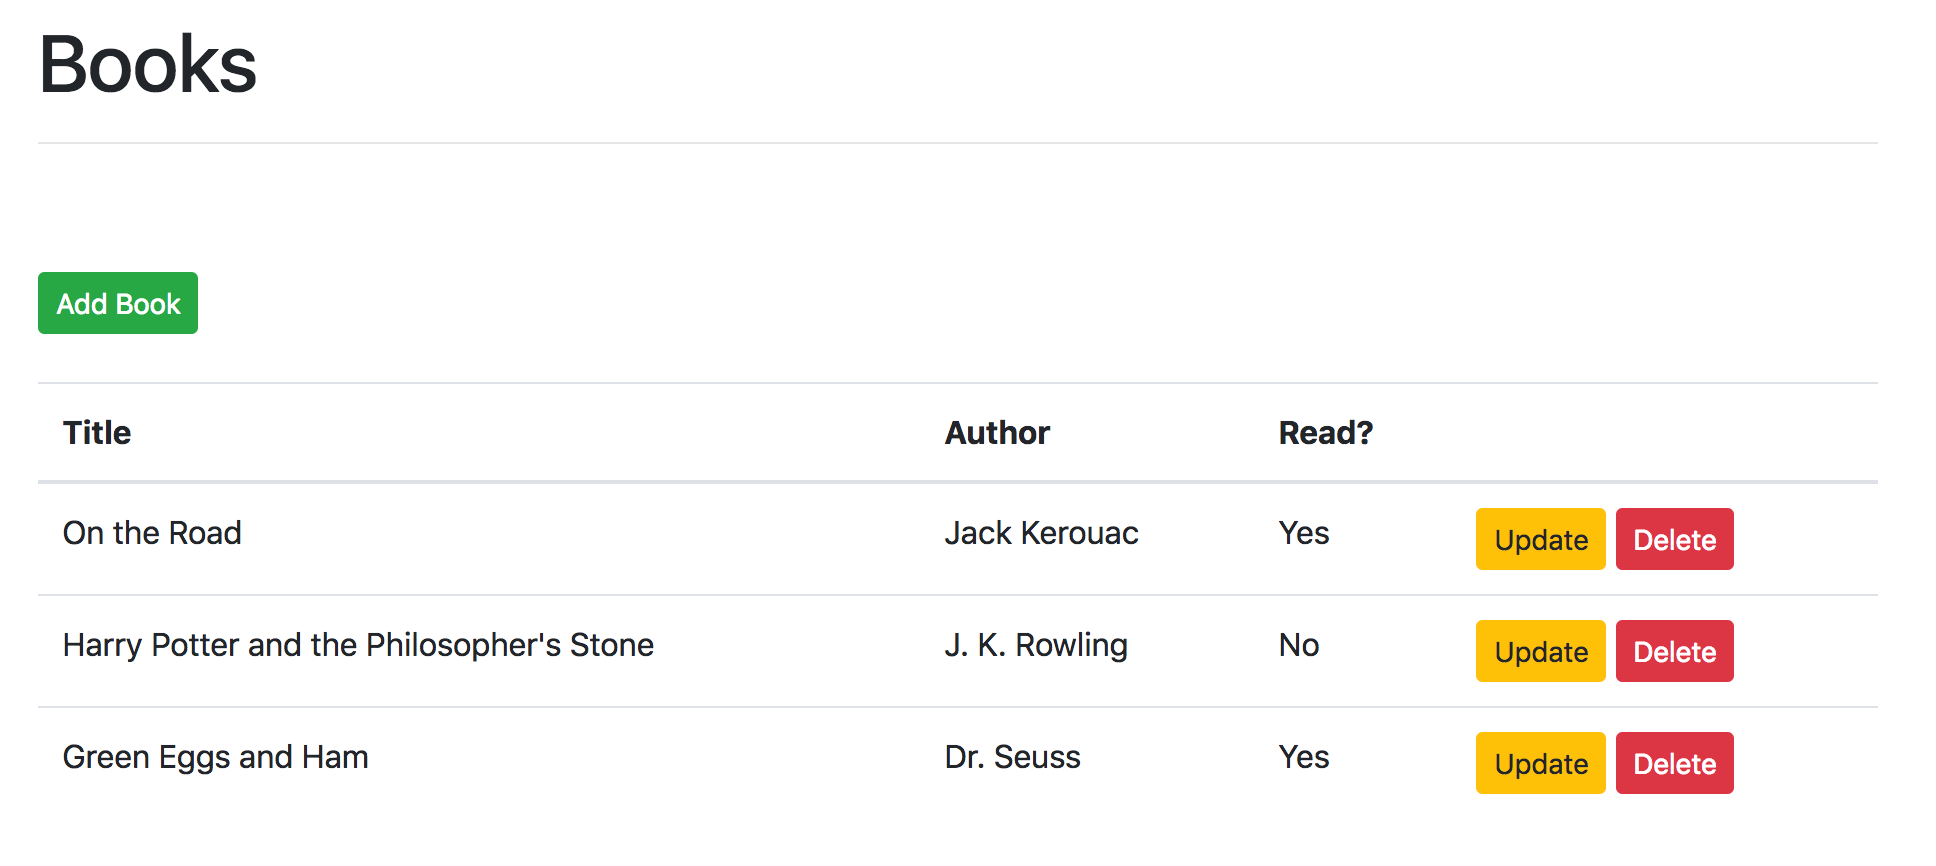 Books
Add Book
Title Author Read?
On the Road Jack Kerouac Yes Update Delete
Harry Potter and the Philosopher's Stone J. K. Rowling No Update Delete
Green Eggs and Ham Dr. Seuss Yes Update Delete